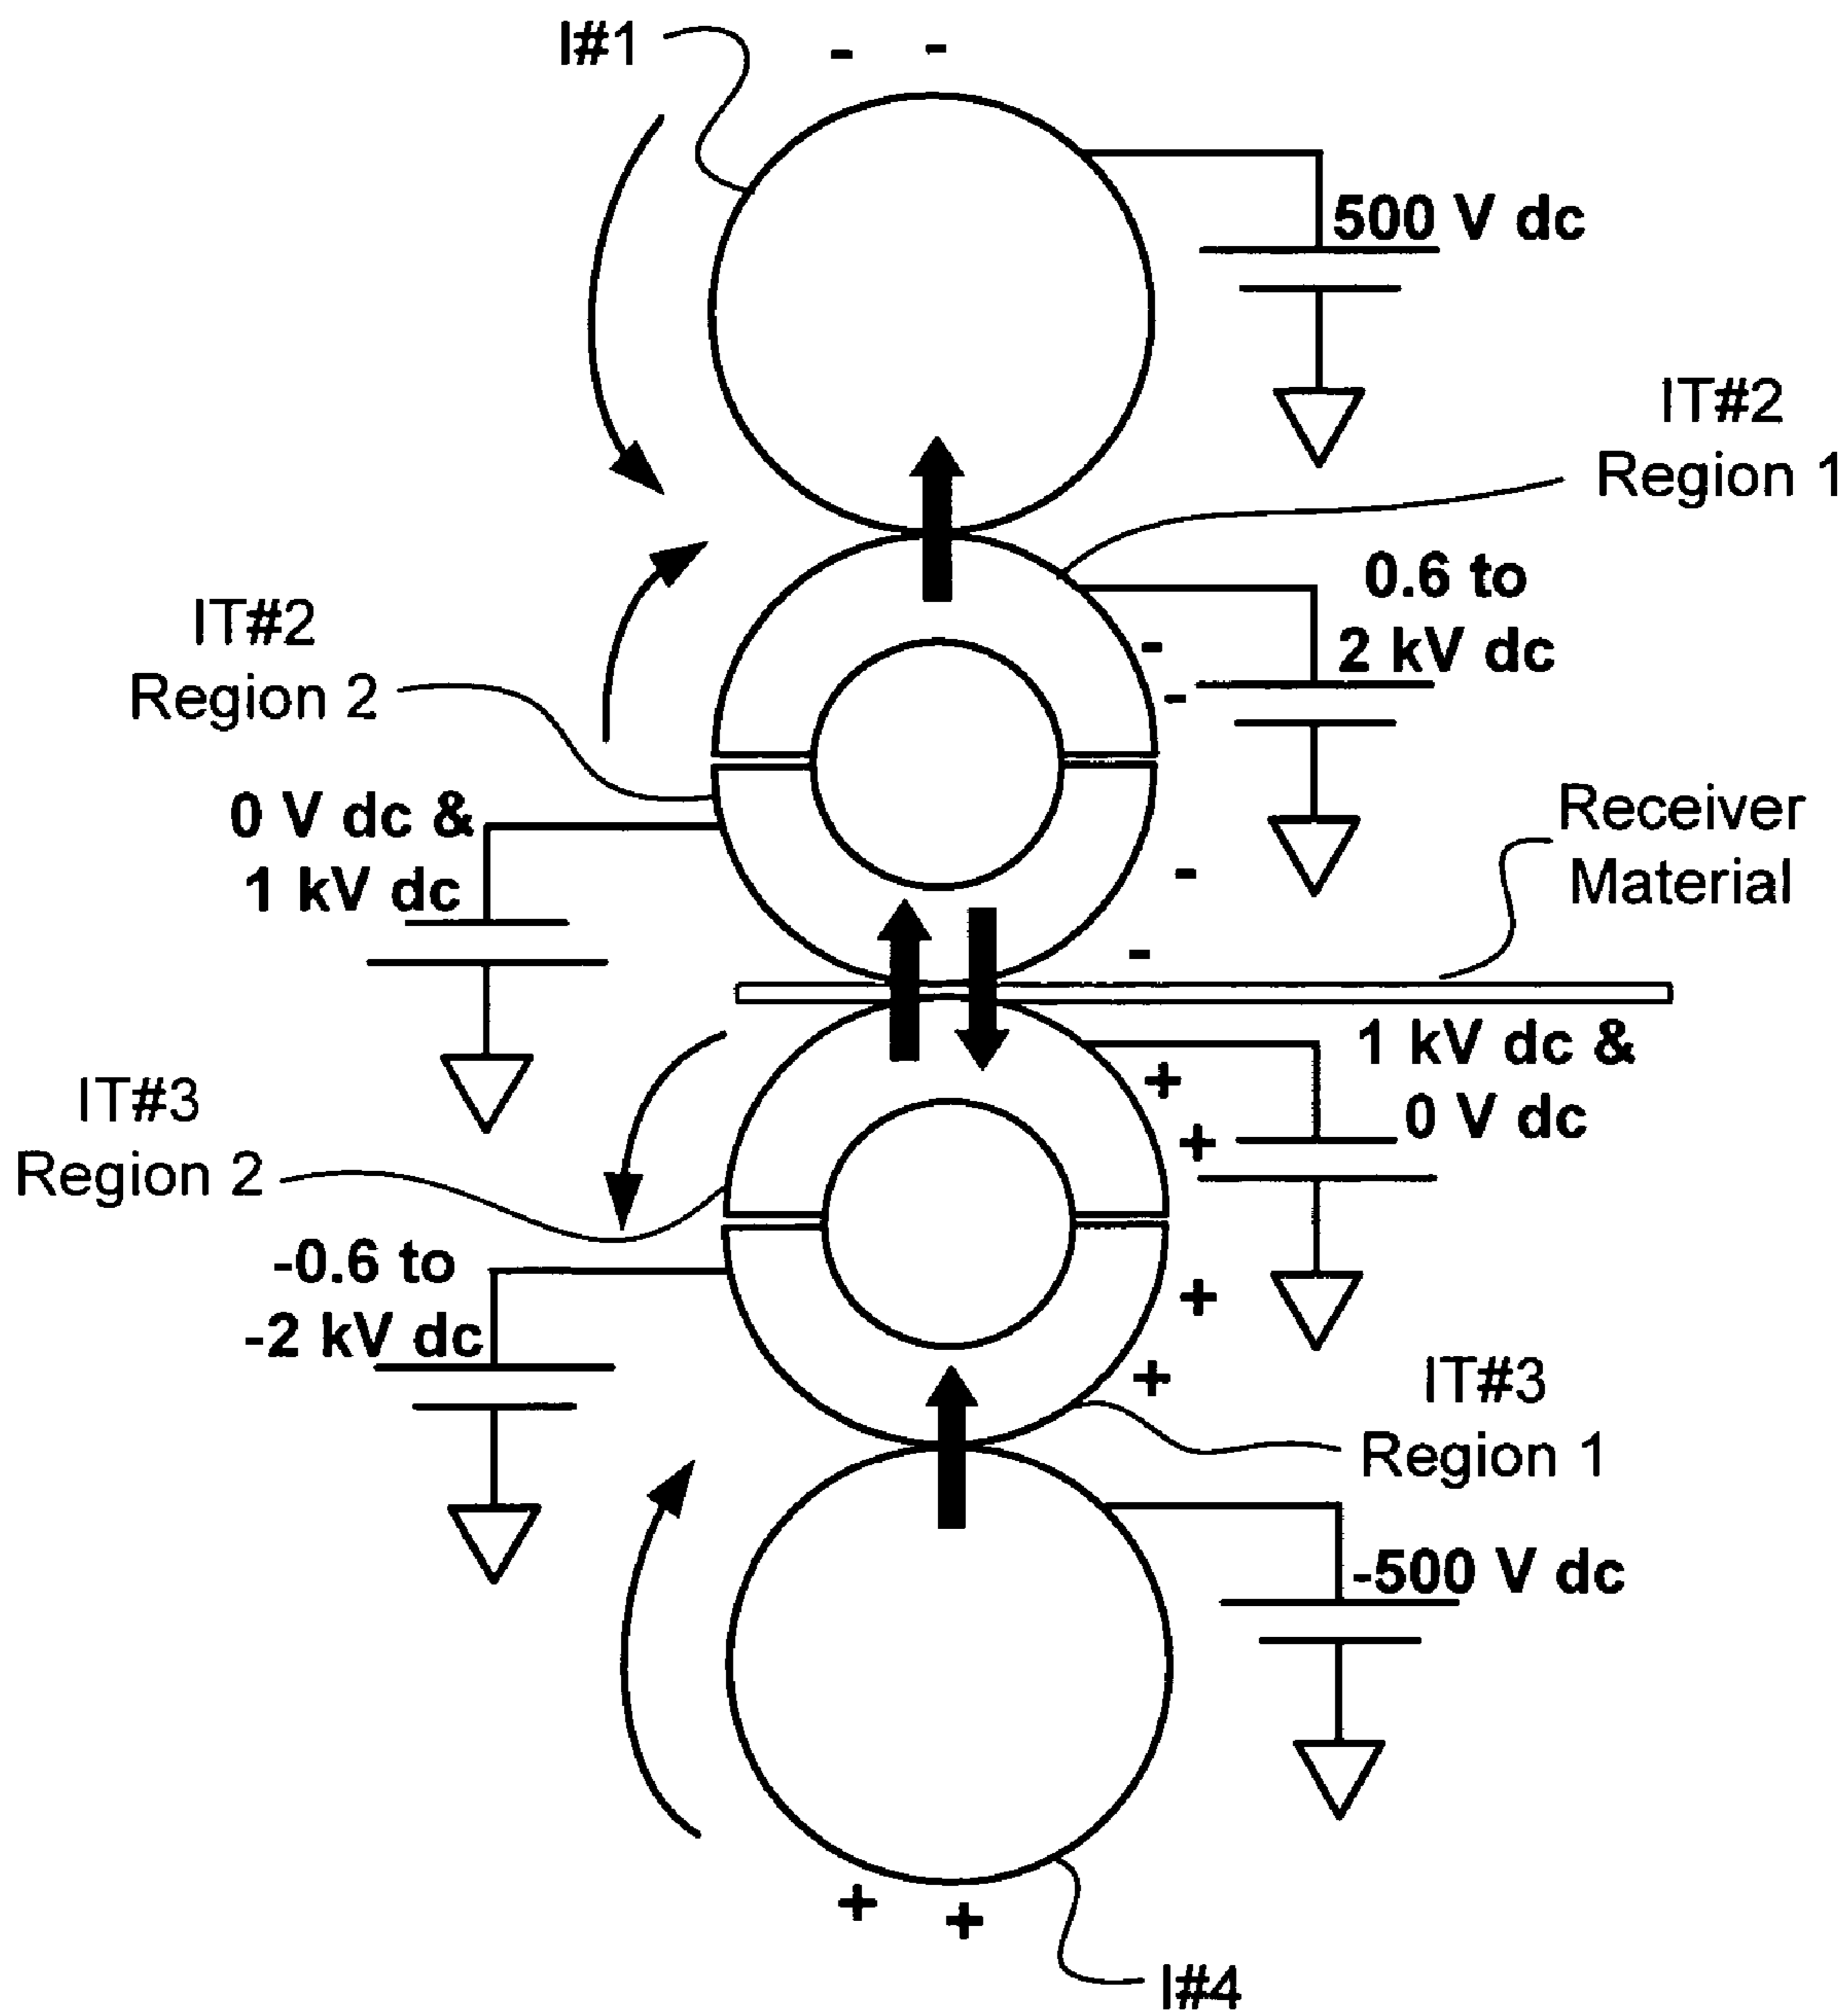 I#1
- -
500 V dc
IT#2
Region 1
0.6 to
2 kV dc
IT#2
Region 2
-
-
0 V dc &
1 kV dc
Receiver
Material
-
-
1 kV dc &
0 V dc
IT#3
Region 2
+
+
-0.6 to
-2 kV dc
+
+
IT#3
Region 1
-500 V dc
+ +
I#4